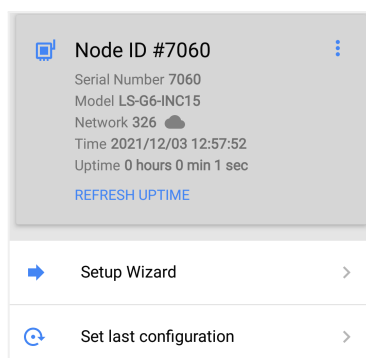 Node ID #7060
Serial Number 7060
Model LS-G6-INC15
Network 326
Time 2021/12/03 12:57:52
Uptime 0 hours 0 min 1 sec
REFRESH UPTIME
Setup Wizard
Set last configuration